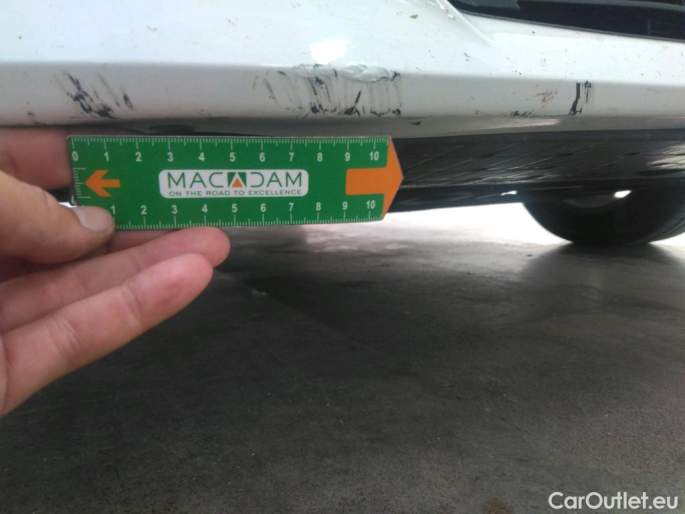 0 1 2 3 4 5 6 7 8 9 10
MACADAM
ON THE ROAD TO EXCELLENCE
1 2 3 4 5 6 7 8 9 10
CarOutlet.eu